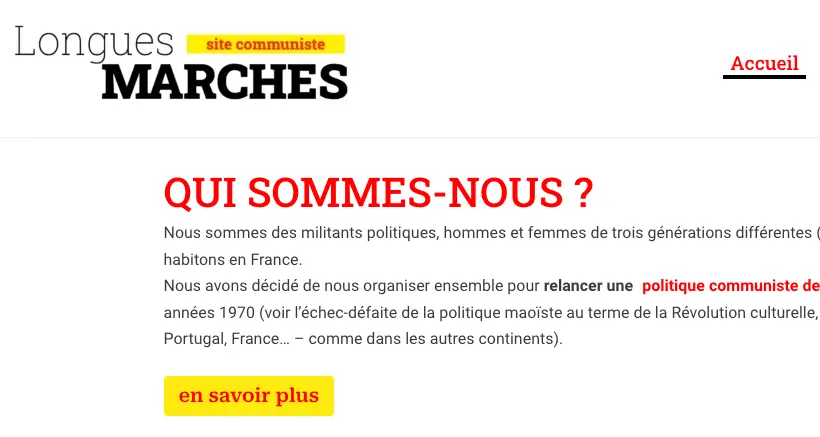 Longues
site communiste
MARCHES
Accueil
QUI SOMMES-NOUS ?
Nous sommes des militants politiques, hommes et femmes de trois générations différentes (
habitons en France.
Nous avons décidé de nous organiser ensemble pour relancer une politique communiste de
années 1970 (voir l’échec-défaite de la politique maoïste au terme de la Révolution culturelle,
Portugal, France… – comme dans les autres continents).
en savoir plus